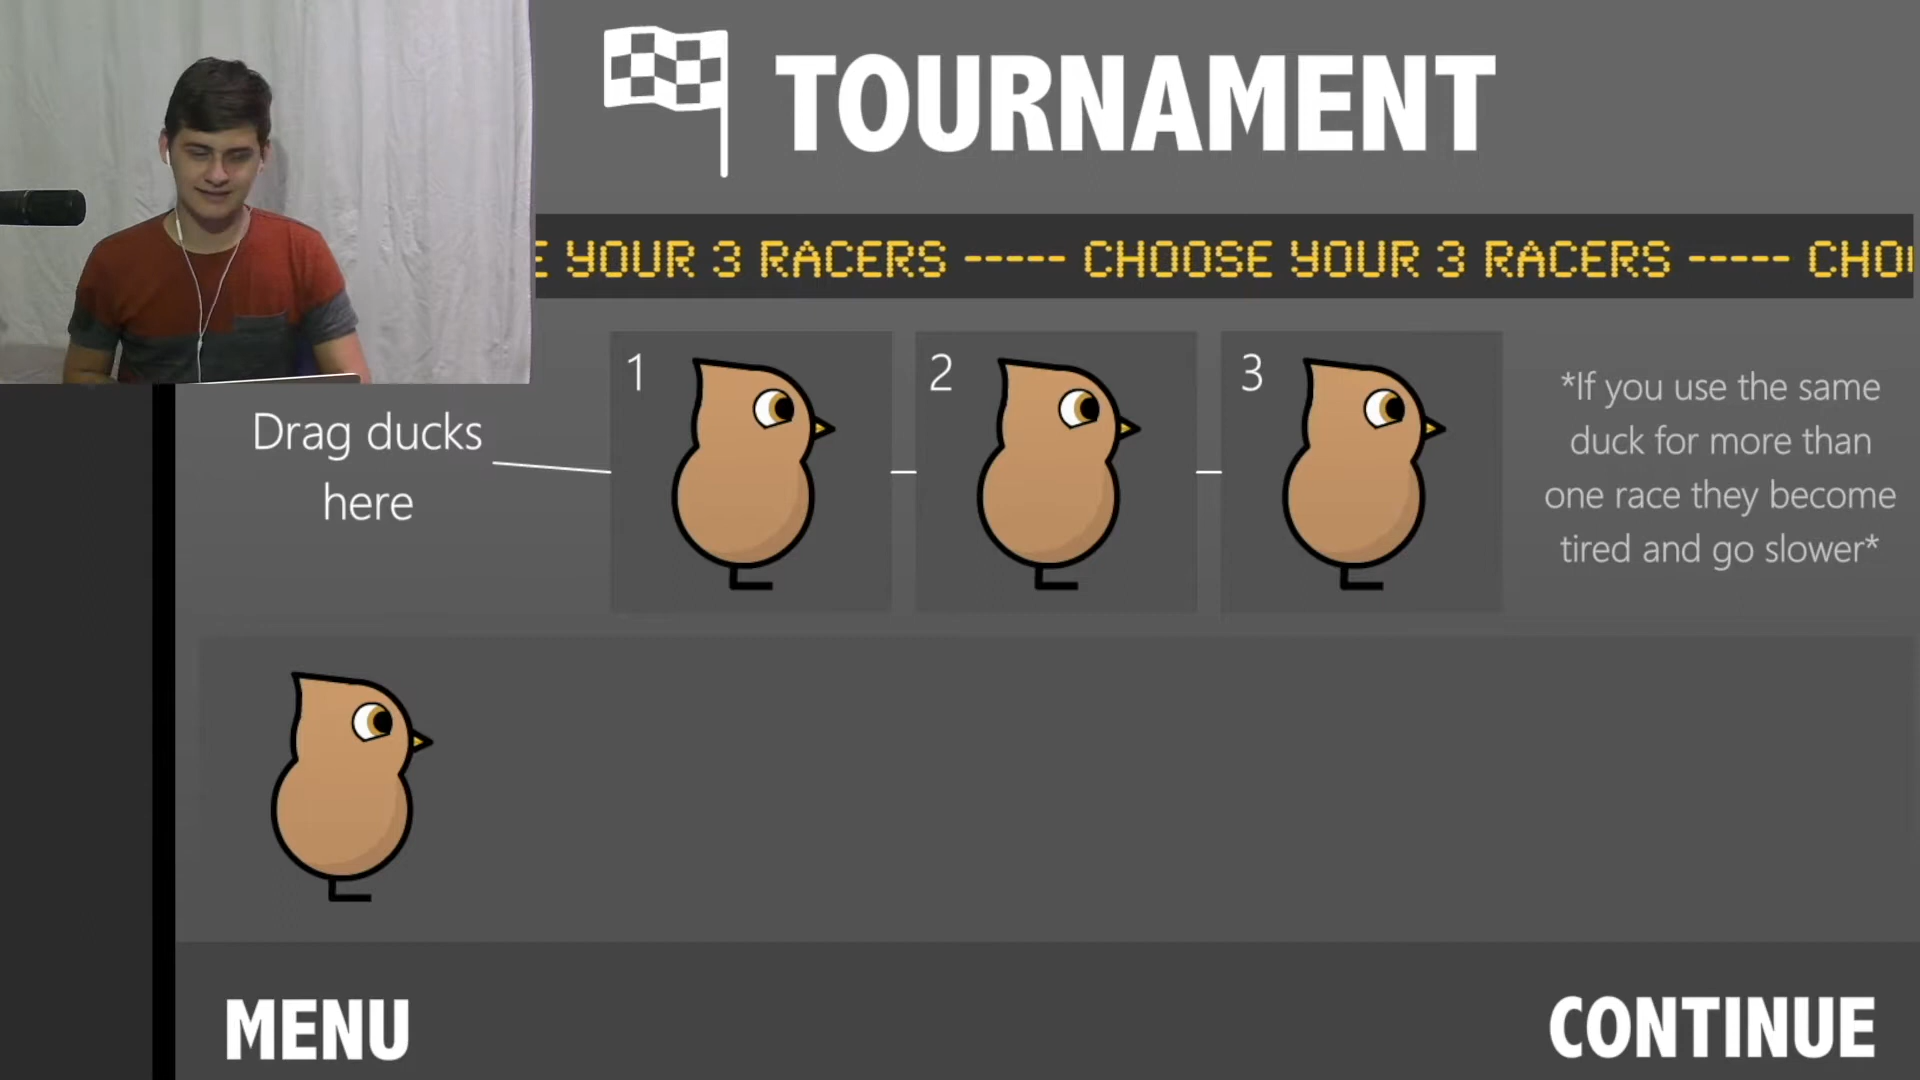 TOURNAMENT
E YOUR 3 RACERS ----- CHOOSE YOUR 3 RACERS ----- CHO
Drag ducks
here
1
2
3
*If you use the same
duck for more than
one race they become
tired and go slower*
MENU
CONTINUE